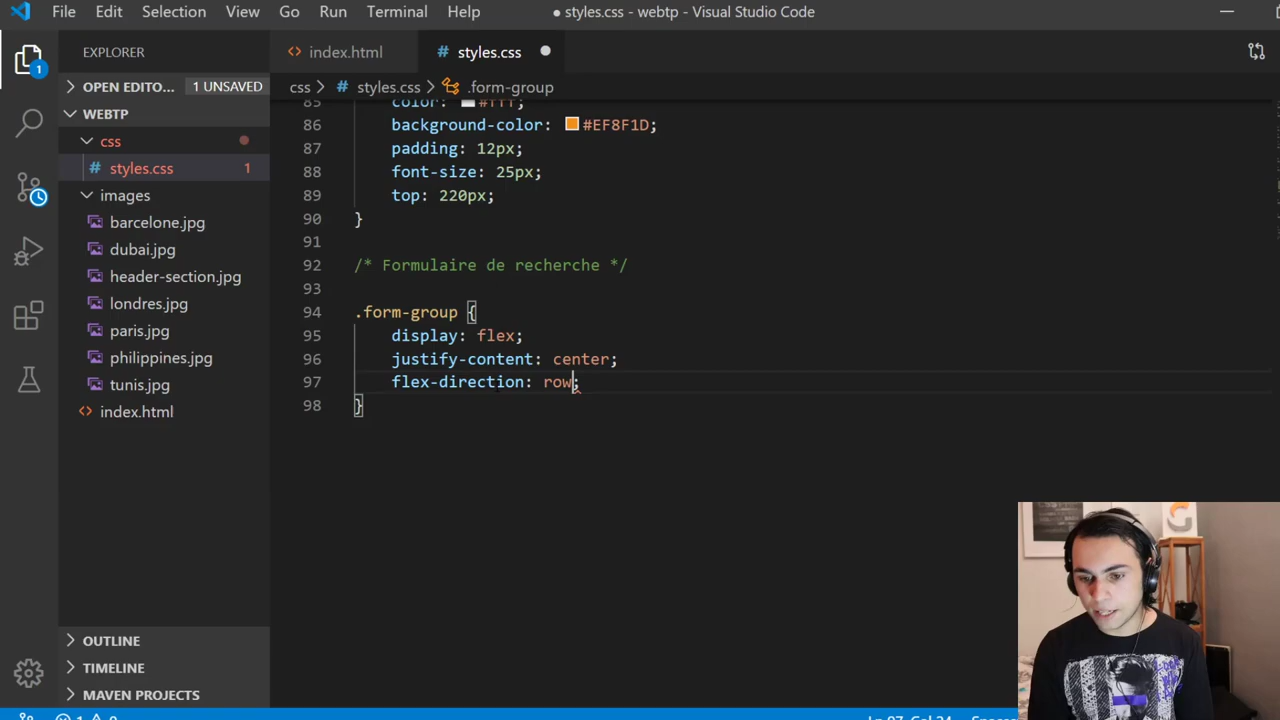 File Edit Selection View Go Run Terminal Help ● styles.css - webtp - Visual Studio Code
EXPLORER
index.html
# styles.css
OPEN EDITO... 1 UNSAVED
css > # styles.css > .form-group
WEBTP
css
# styles.css 1
images
barcelone.jpg
dubai.jpg
header-section.jpg
londres.jpg
paris.jpg
philippines.jpg
tunis.jpg
<> index.html
OUTLINE
TIMELINE
MAVEN PROJECTS
1
85 color: #fff;
86 background-color: #EF8F1D;
87 padding: 12px;
88 font-size: 25px;
89 top: 220px;
90 }
91
92 /* Formulaire de recherche */
93
94 .form-group {
95 display: flex;
96 justify-content: center;
97 flex-direction: row;
98 }